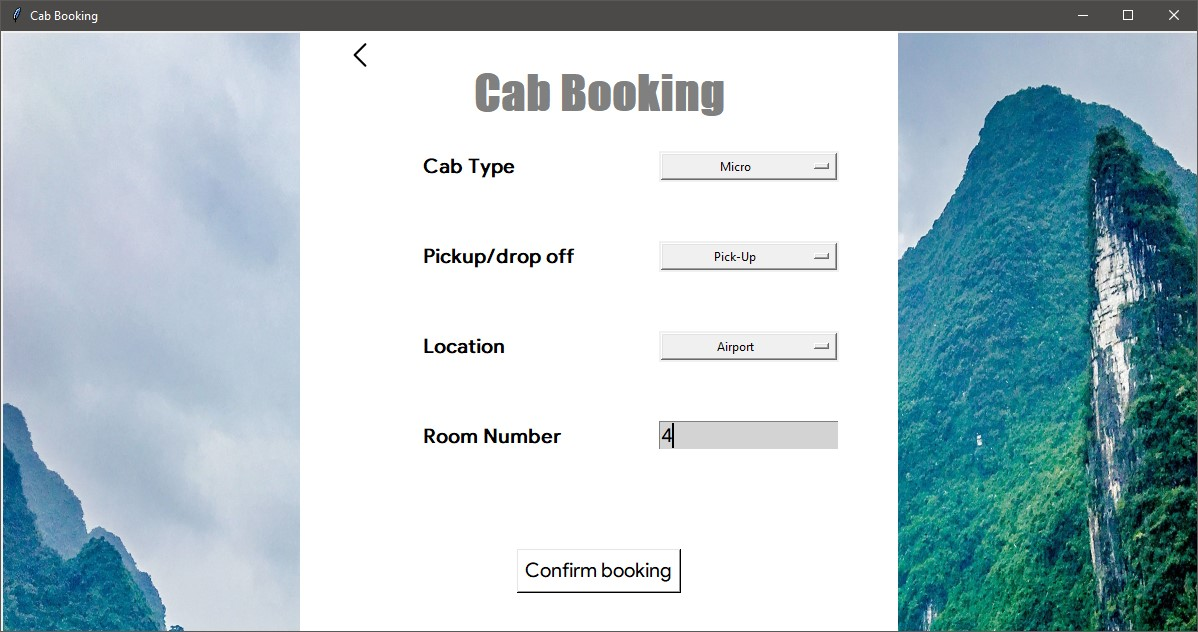 Cab Booking
Cab Booking
Cab Type Micro
Pickup/drop off Pick-Up
Location Airport
Room Number 4
Confirm booking